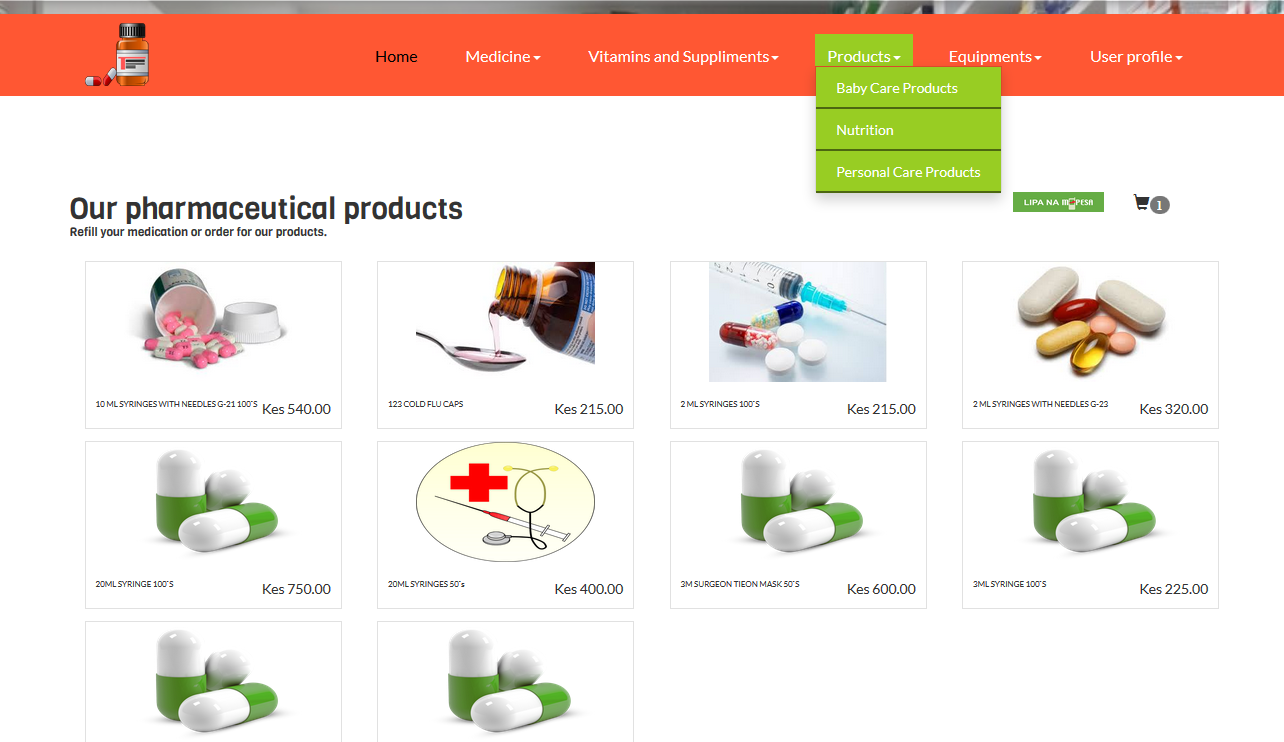 Home
Medicine
Vitamins and Suppliments
Products
Equipments
User profile
Baby Care Products
Nutrition
Personal Care Products
Our pharmaceutical products
Refill your medication or order for our products.
LIPA NA M-PESA
1
10 ML SYRINGES WITH NEEDLES G-21 100`S
Kes 540.00
123 COLD FLU CAPS
Kes 215.00
2 ML SYRINGES 100`S
Kes 215.00
2 ML SYRINGES WITH NEEDLES G-23
Kes 320.00
20ML SYRINGE 100`S
Kes 750.00
20ML SYRINGES 50`s
Kes 400.00
3M SURGEON TIEON MASK 50`S
Kes 600.00
3ML SYRINGE 100`S
Kes 225.00